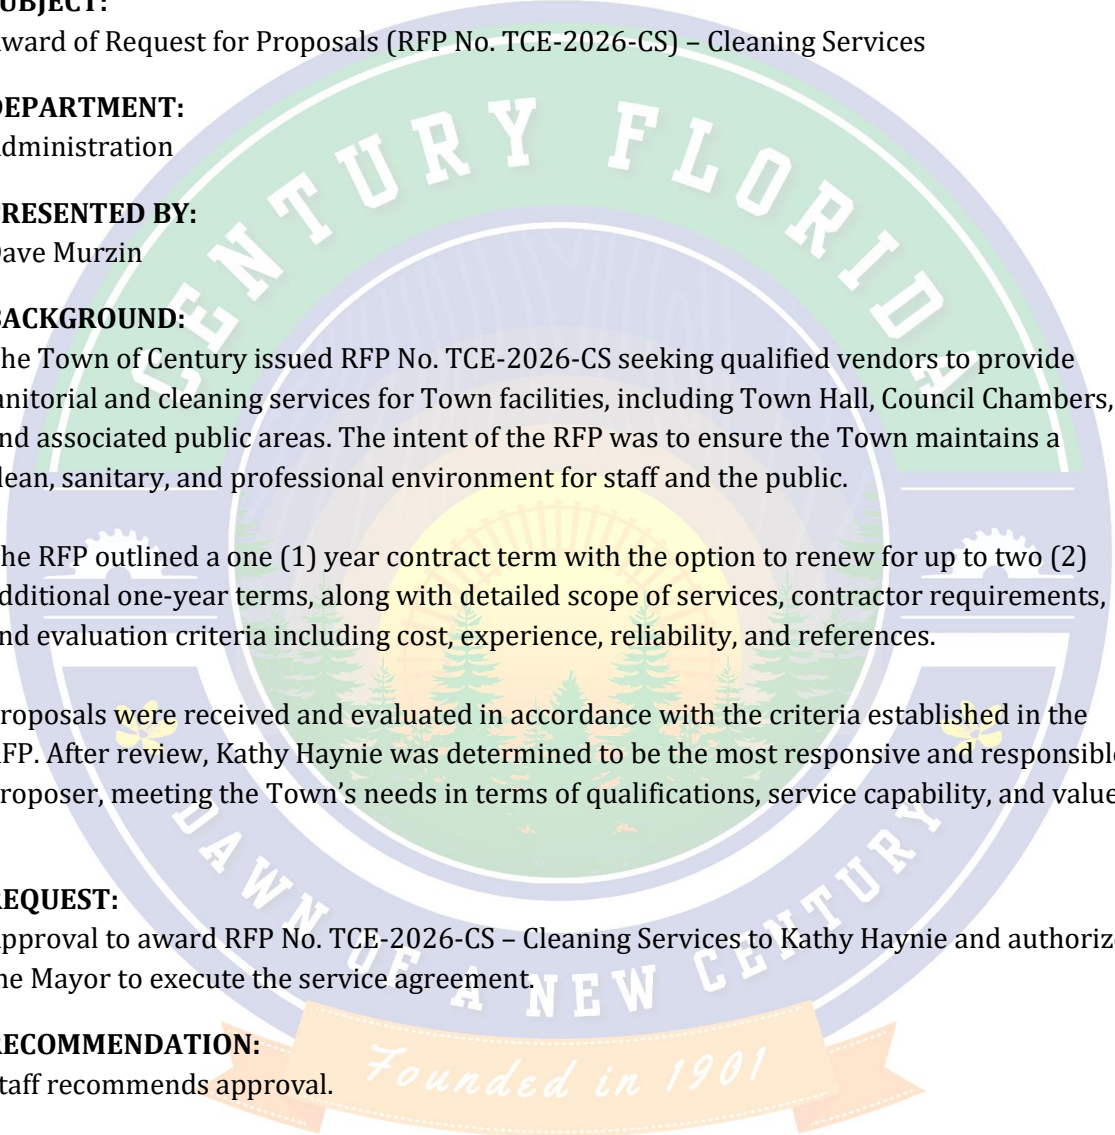 SUBJECT:
ward of Request for Proposals (RFP No. TCE-2026-CS) – Cleaning Services
DEPARTMENT:
dministration
PRESENTED BY:
Dave Murzin
BACKGROUND:
he Town of Century issued RFP No. TCE-2026-CS seeking qualified vendors to provide
anitorial and cleaning services for Town facilities, including Town Hall, Council Chambers,
nd associated public areas. The intent of the RFP was to ensure the Town maintains a
lean, sanitary, and professional environment for staff and the public.
he RFP outlined a one (1) year contract term with the option to renew for up to two (2)
dditional one-year terms, along with detailed scope of services, contractor requirements,
nd evaluation criteria including cost, experience, reliability, and references.
roposals were received and evaluated in accordance with the criteria established in the
RFP. After review, Kathy Haynie was determined to be the most responsive and responsible
roposer, meeting the Town’s needs in terms of qualifications, service capability, and value
REQUEST:
pproval to award RFP No. TCE-2026-CS – Cleaning Services to Kathy Haynie and authorize
he Mayor to execute the service agreement.
RECOMMENDATION:
taff recommends approval.
CENTURY FLORIDA
DAWN OF A NEW CENTURY
Founded in 1901